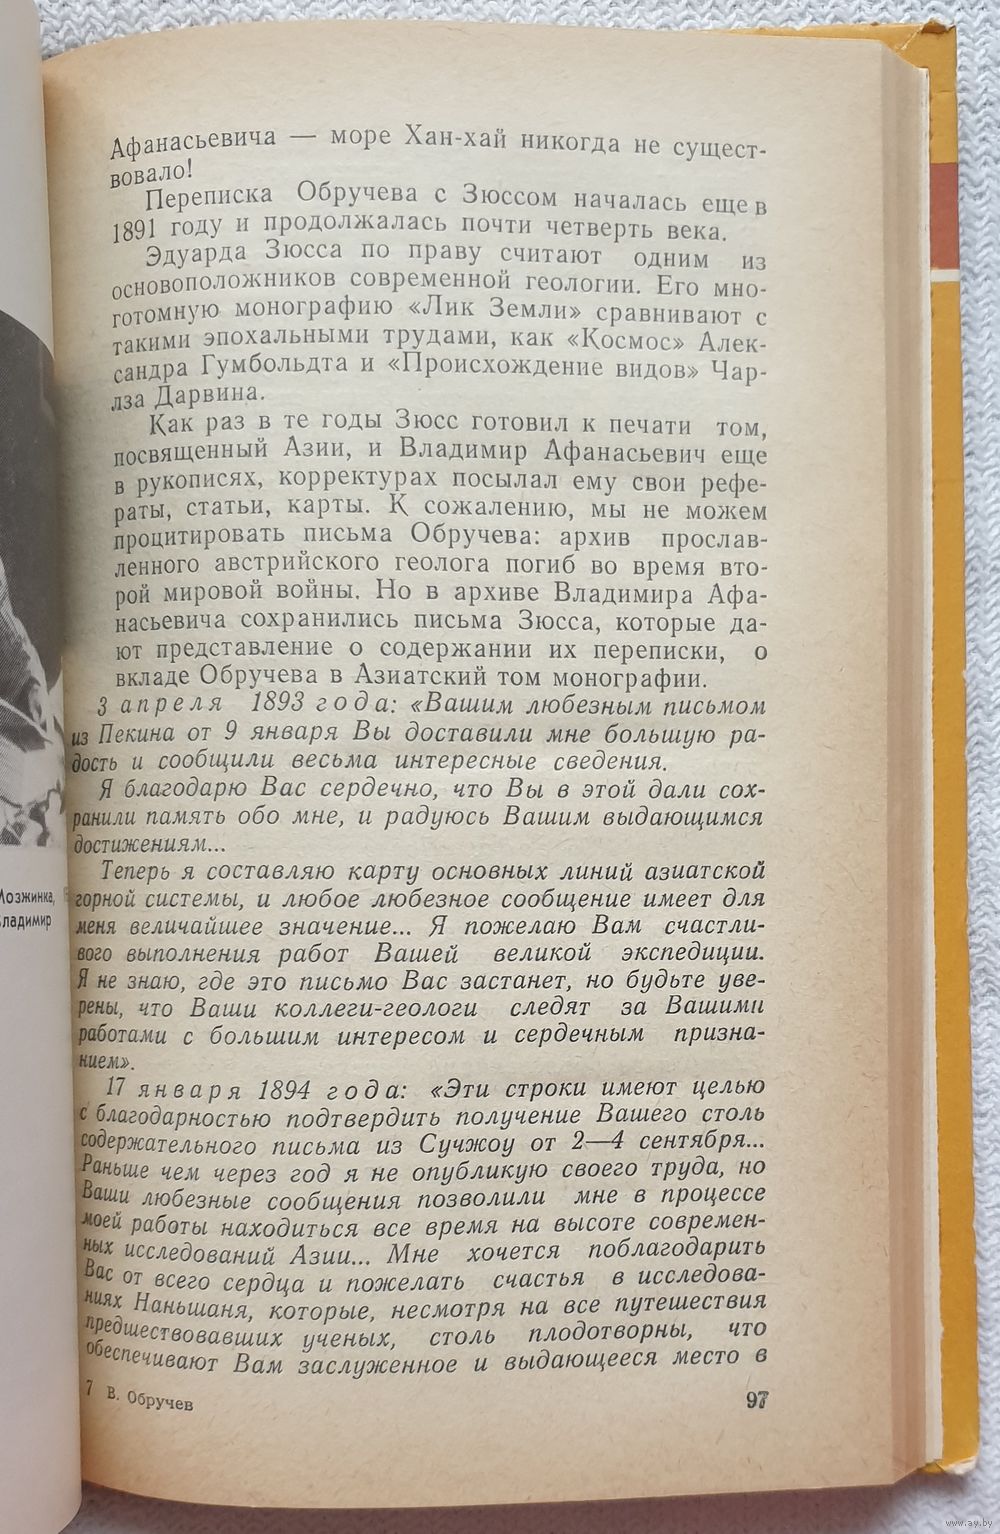 Афанасьевича — море Хан-хай никогда не сущест-
вовало!
Переписка Обручева с Зюссом началась еще в
1891 году и продолжалась почти четверть века.
Эдуарда Зюсса по праву считают одним из
основоположников современной геологии. Его мно-
готомную монографию «Лик Земли» сравнивают с
такими эпохальными трудами, как «Космос» Алек-
сандра Гумбольдта и «Происхождение видов» Чар-
лза Дарвина.
Как раз в те годы Зюсс готовил к печати том,
посвященный Азии, и Владимир Афанасьевич еще
в рукописях, корректурах посылал ему свои рефе-
раты, статьи, карты. К сожалению, мы не можем
процитировать письма Обручева: архив прослав-
ленного австрийского геолога погиб во время вто-
рой мировой войны. Но в архиве Владимира Афа-
насьевича сохранились письма Зюсса, которые да-
ют представление о содержании их переписки, о
вкладе Обручева в Азиатский том монографии.
3 апреля 1893 года: «Вашим любезным письмом
из Пекина от 9 января Вы доставили мне большую ра-
дость и сообщили весьма интересные сведения.
Я благодарю Вас сердечно, что Вы в этой дали сох-
ранили память обо мне, и радуюсь Вашим выдающимся
достижениям...
Теперь я составляю карту основных линий азиатской
горной системы, и любое любезное сообщение имеет для
меня величайшее значение... Я пожелаю Вам счастли-
вого выполнения работ Вашей великой экспедиции.
Я не знаю, где это письмо Вас застанет, но будьте уве-
рены, что Ваши коллеги-геологи следят за Вашими
работами с большим интересом и сердечным призна-
нием».
17 января 1894 года: «Эти строки имеют целью
с благодарностью подтвердить получение Вашего столь
содержательного письма из Сучжоу от 2—4 сентября...
Раньше чем через год я не опубликую своего труда, но
Ваши любезные сообщения позволили мне в процессе
моей работы находиться все время на высоте современ-
ных исследований Азии... Мне хочется поблагодарить
Вас от всего сердца и пожелать счастья в исследова-
ниях Наньшаня, которые, несмотря на все путешествия
предшествовавших ученых, столь плодотворны, что
обеспечивают Вам заслуженное и выдающееся место в
7 В. Обручев
97
Мозжинка,
Владимир
www.ay.by